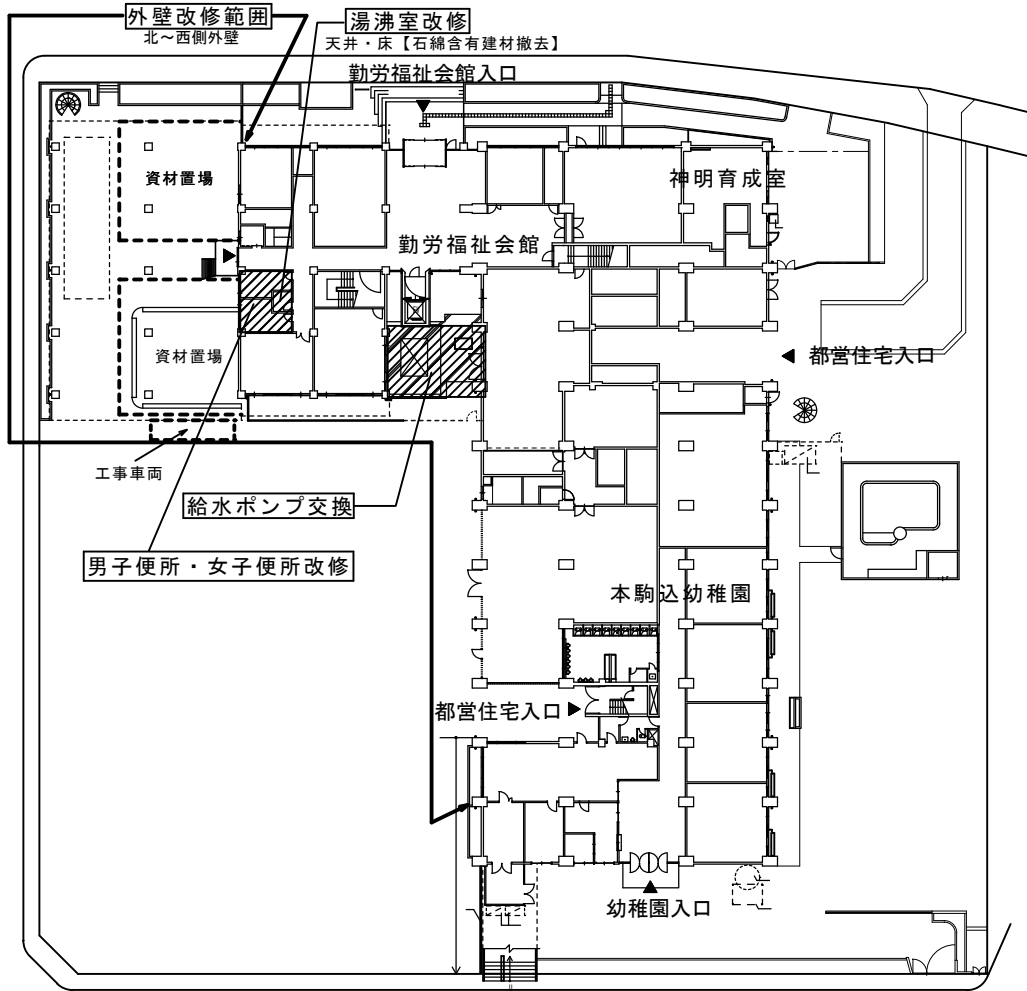 外壁改修範囲
北～西側外壁
湯沸室改修
天井・床【石綿含有建材撤去】
勤労福祉会館入口
資材置場
神明育成室
勤労福祉会館
資材置場
都営住宅入口
工事車両
給水ポンプ交換
男子便所・女子便所改修
本駒込幼稚園
都営住宅入口
幼稚園入口